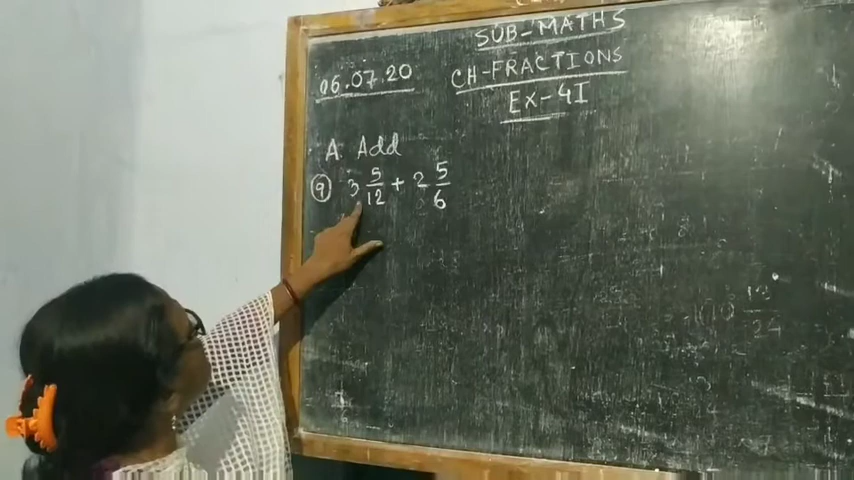 SUB-MATHS
06.07.20
CH-FRACTIONS
Ex-4I
A Add
9 3 5/12 + 2 5/6